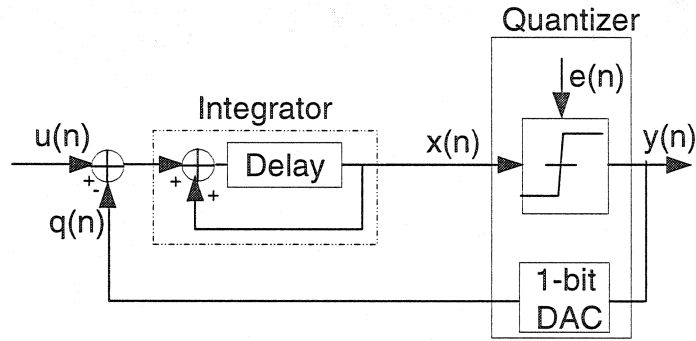 Quantizer
e(n)
Integrator
u(n)
x(n)
y(n)
Delay
+
-
+
+
q(n)
1-bit
DAC